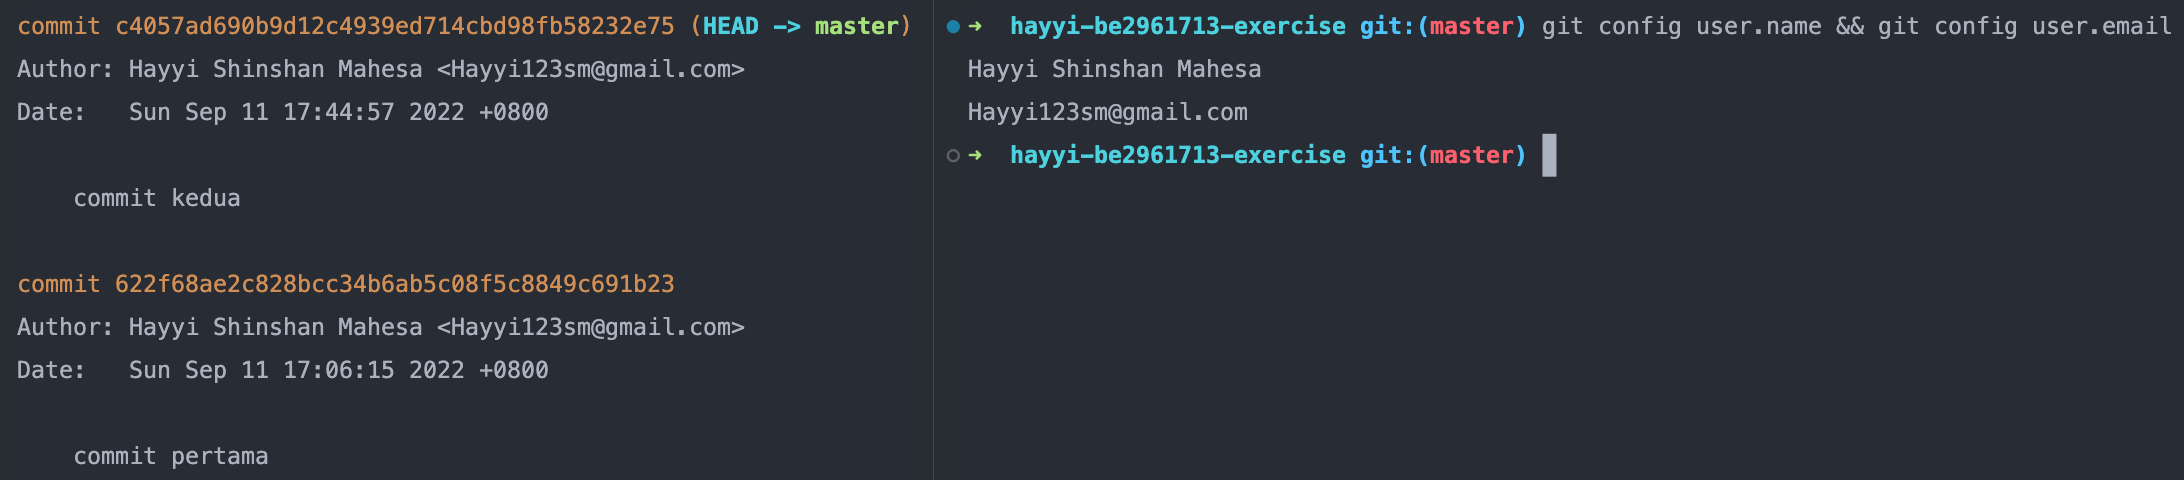 commit c4057ad690b9d12c4939ed714cbd98fb58232e75 (HEAD -> master)
Author: Hayyi Shinshan Mahesa <Hayyi123sm@gmail.com>
Date:   Sun Sep 11 17:44:57 2022 +0800
    commit kedua
commit 622f68ae2c828bcc34b6ab5c08f5c8849c691b23
Author: Hayyi Shinshan Mahesa <Hayyi123sm@gmail.com>
Date:   Sun Sep 11 17:06:15 2022 +0800
    commit pertama
➜  hayyi-be2961713-exercise git:(master) git config user.name && git config user.email
Hayyi Shinshan Mahesa
Hayyi123sm@gmail.com
➜  hayyi-be2961713-exercise git:(master)